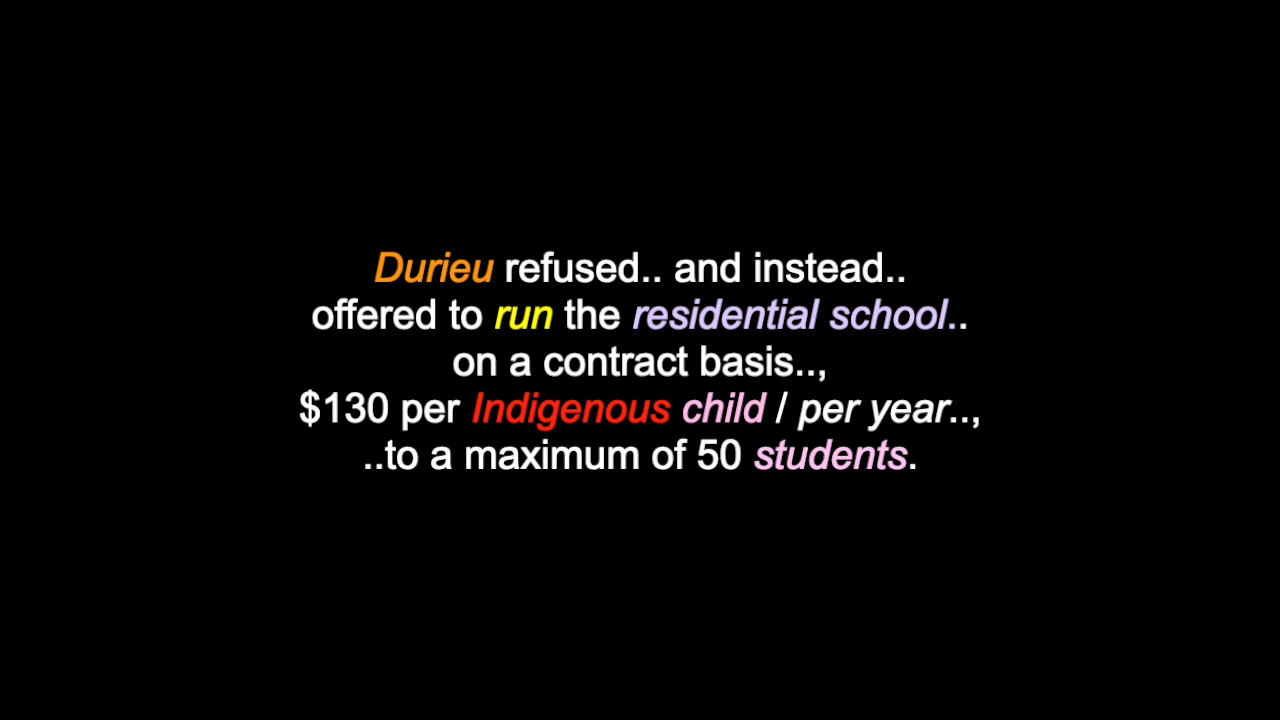 Durieu refused.. and instead..
offered to run the residential school..
on a contract basis..,
$130 per Indigenous child / per year..,
..to a maximum of 50 students.